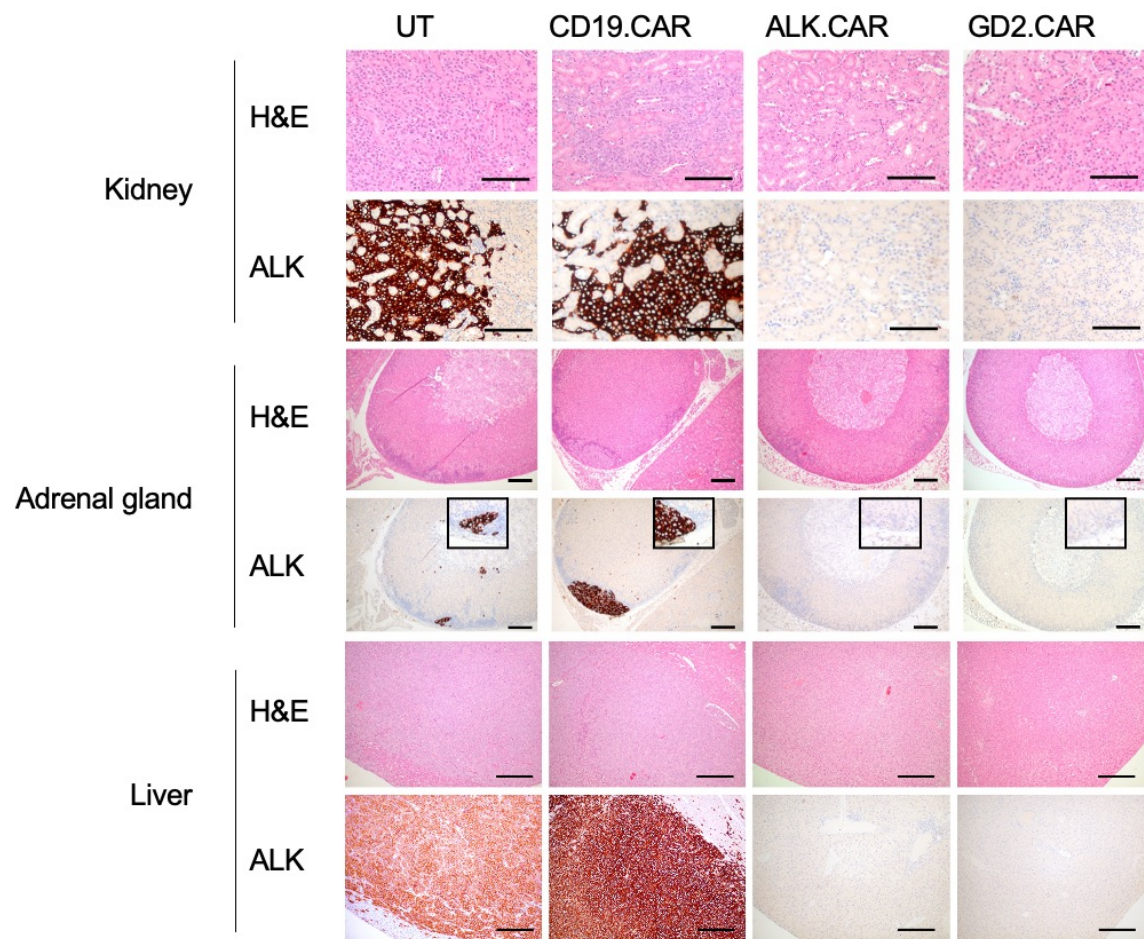 UT CD19.CAR ALK.CAR GD2.CAR
H&E
Kidney
ALK
H&E
Adrenal gland
ALK
H&E
Liver
ALK